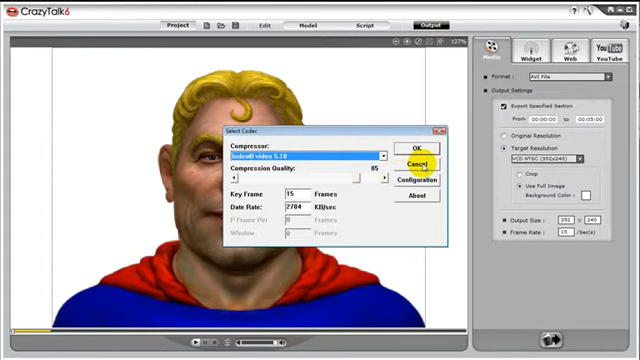 CrazyTalk6
Project
Edit
Model
Script
Output
127%
Media
Widget
Web
YouTube
YouTube
Format :
AVI File
Output Settings
Export Specified Section
From 00:00:00 to 00:05:00
Original Resolution
Target Resolution
VCD NTSC (352x240)
Crop
Use Full Image
Background Color :
Output Size : 352 X 240
Frame Rate : 15 /Sec(s)
Select Codec
Compressor:
Indeo® video 5.10
Compression Quality: 85
Key Frame 15 Frames
Date Rate: 2784 KB/sec
P Frame Per 0 Frames
Window 0 Frames
OK
Cancel
Configuration
About